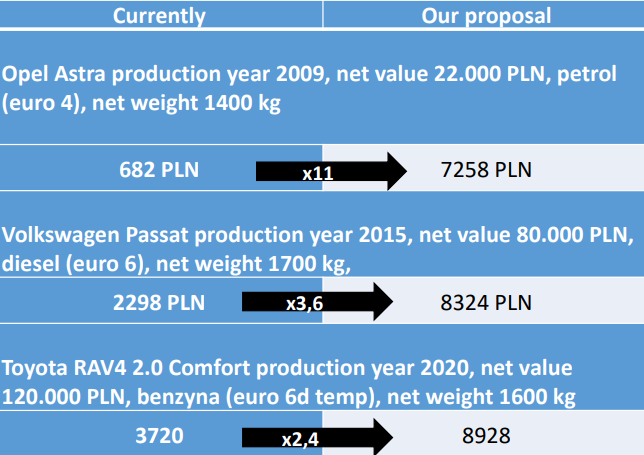 Currently Our proposal
Opel Astra production year 2009, net value 22.000 PLN, petrol
(euro 4), net weight 1400 kg
682 PLN x11 7258 PLN
Volkswagen Passat production year 2015, net value 80.000 PLN,
diesel (euro 6), net weight 1700 kg,
2298 PLN x3,6 8324 PLN
Toyota RAV4 2.0 Comfort production year 2020, net value
120.000 PLN, benzyna (euro 6d temp), net weight 1600 kg
3720 x2,4 8928